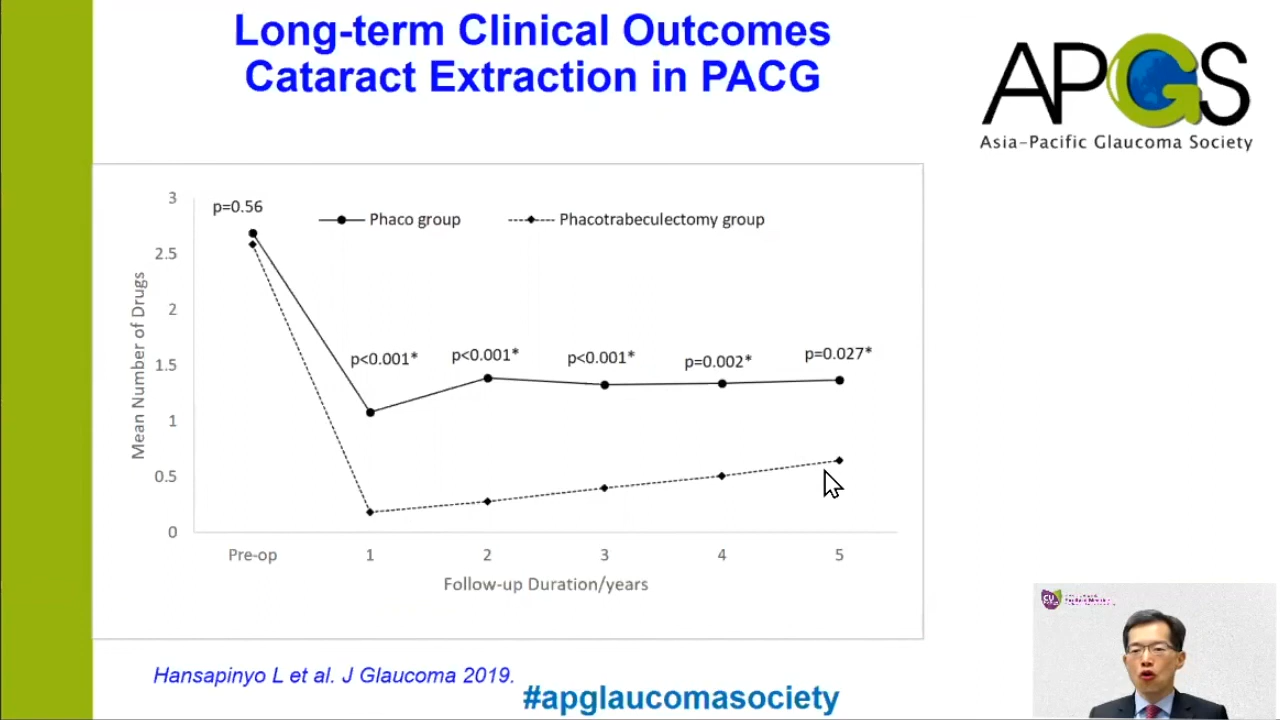 Long-term Clinical Outcomes
Cataract Extraction in PACG
APGS
Asia-Pacific Glaucoma Society
3
2.5
2
1.5
1
0.5
0
Mean Number of Drugs
p=0.56
Phaco group
Phacotrabeculectomy group
p<0.001*
p<0.001*
p<0.001*
p=0.002*
p=0.027*
Pre-op
1
2
3
4
5
Follow-up Duration/years
Hansapinyo L et al. J Glaucoma 2019.
#apglaucomasociety
CU